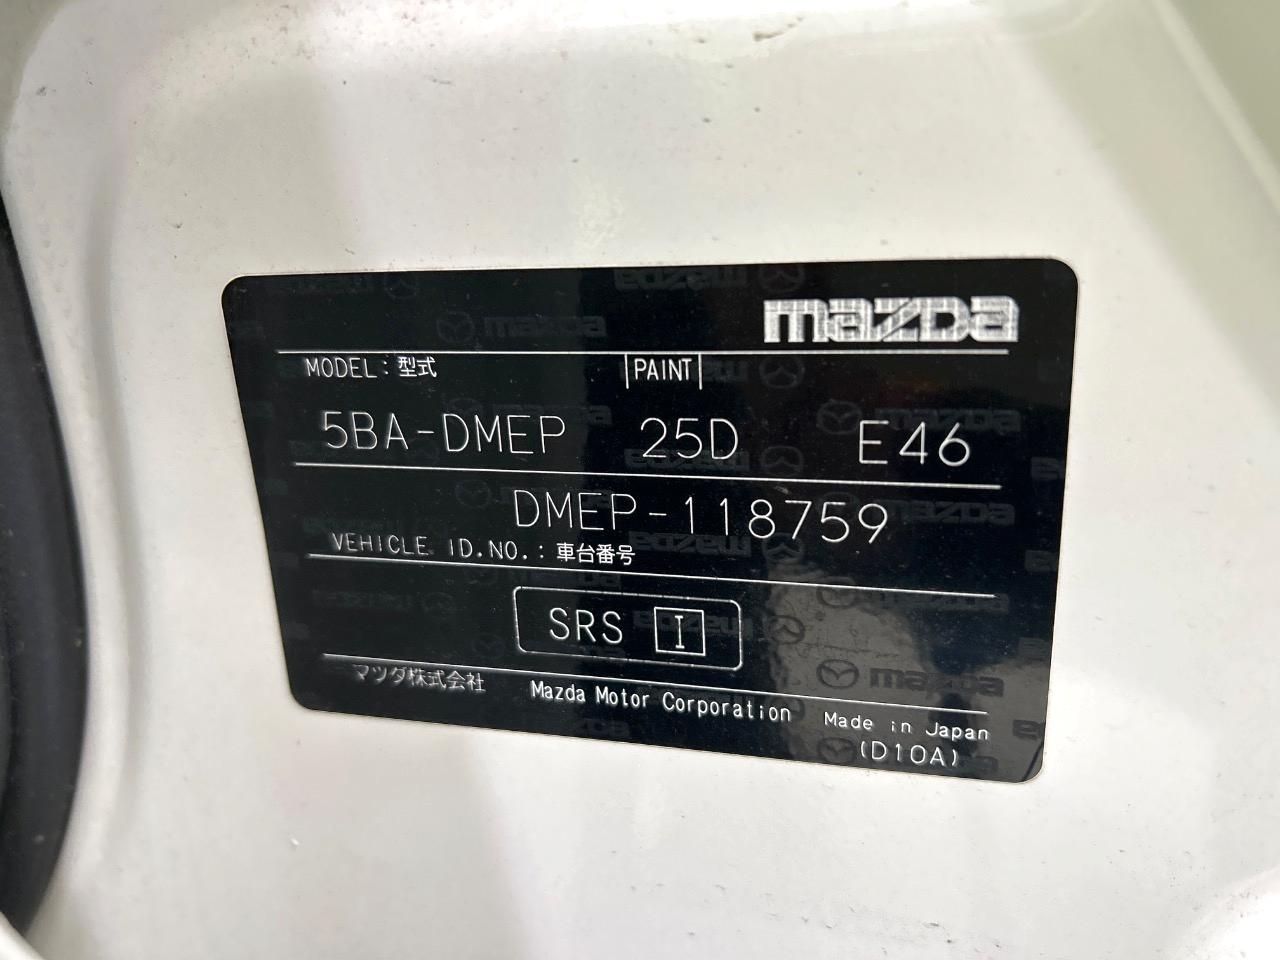 mazda
MODEL:型式 |PAINT|
5BA-DMEP 25D E46
DMEP-118759
VEHICLE ID.NO.:車台番号
SRS I
マツダ株式会社 Mazda Motor Corporation Made in Japan
(D10A)